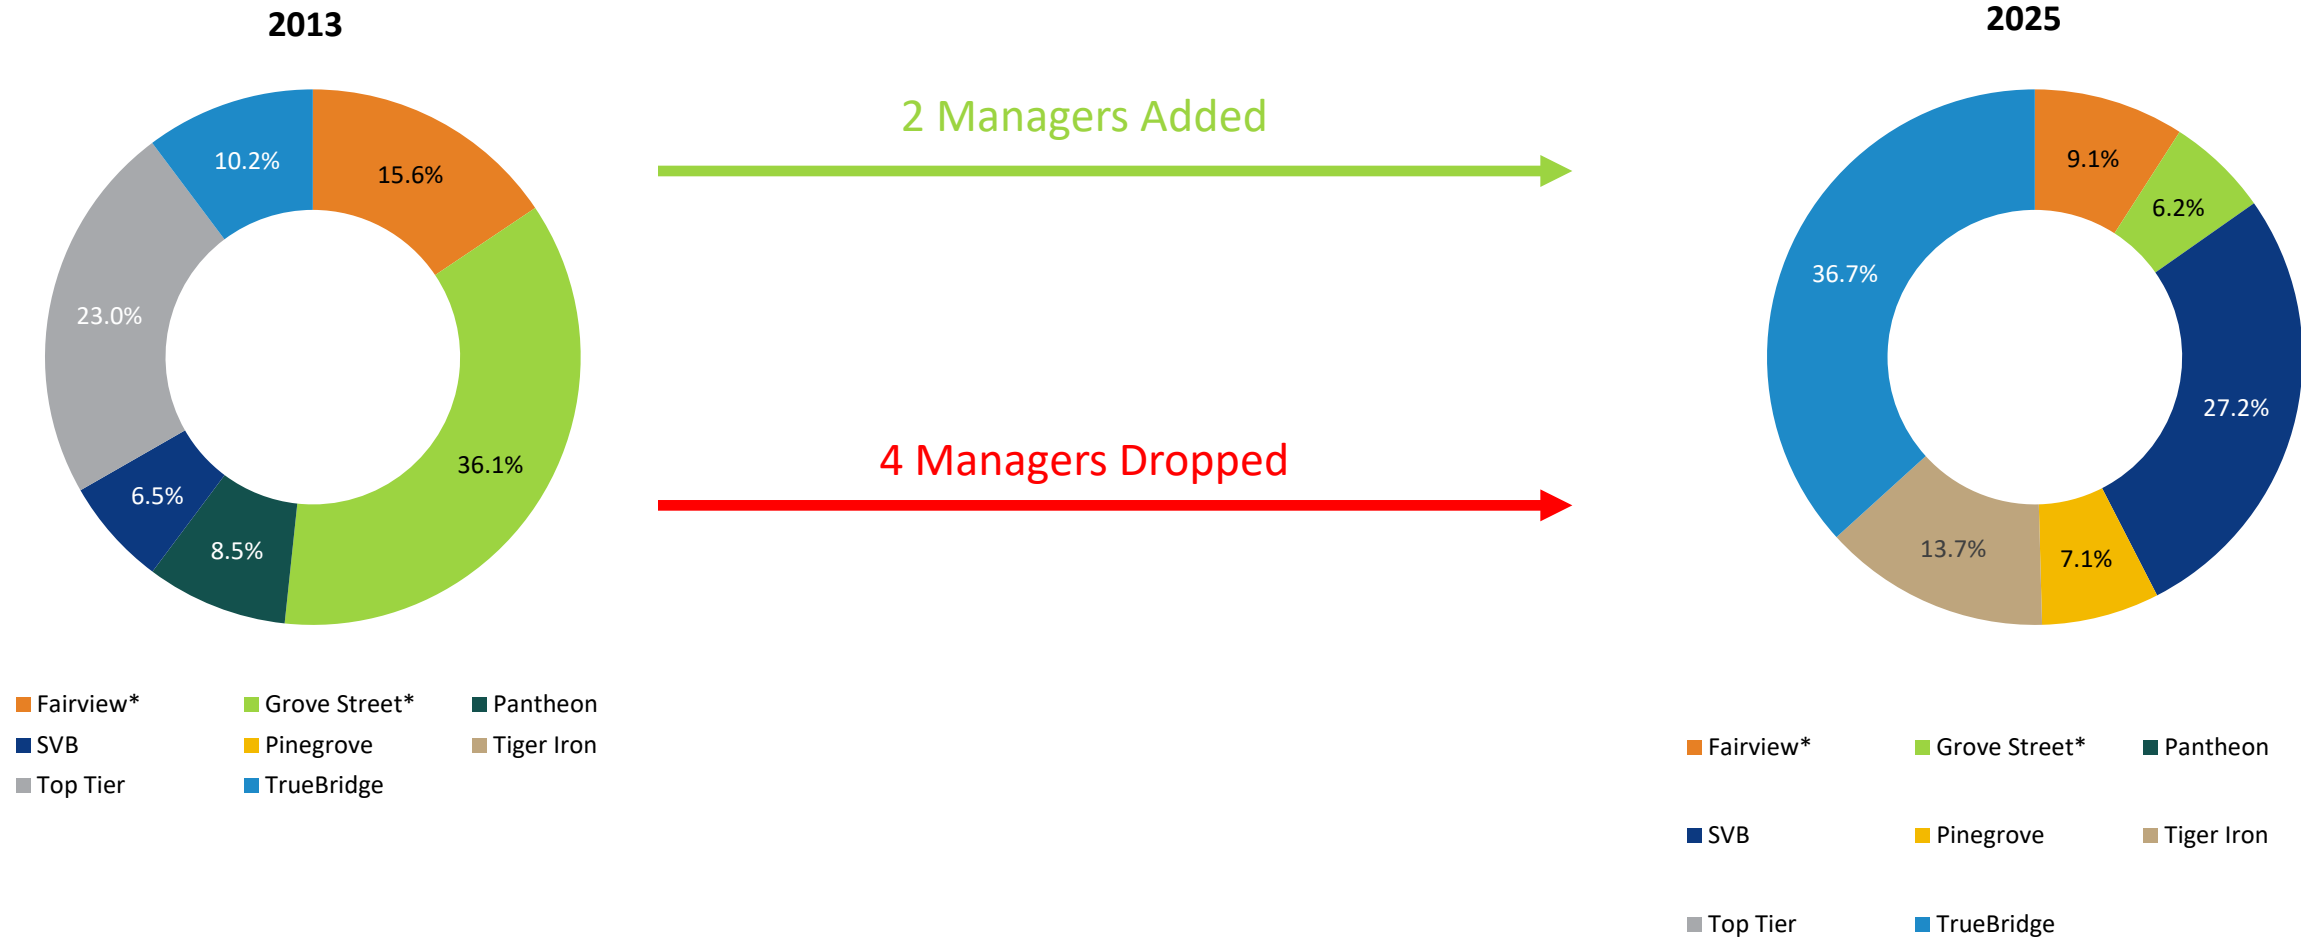 2013
2025
10.2%
15.6%
23.0%
36.1%
6.5%
8.5%
2 Managers Added
4 Managers Dropped
9.1%
6.2%
36.7%
27.2%
13.7%
7.1%
Fairview* Grove Street* Pantheon
SVB Pinegrove Tiger Iron
Top Tier TrueBridge
Fairview* Grove Street* Pantheon
SVB Pinegrove Tiger Iron
Top Tier TrueBridge